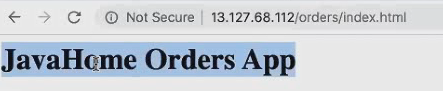 Not Secure 13.127.68.112/orders/index.html
JavaHome Orders App